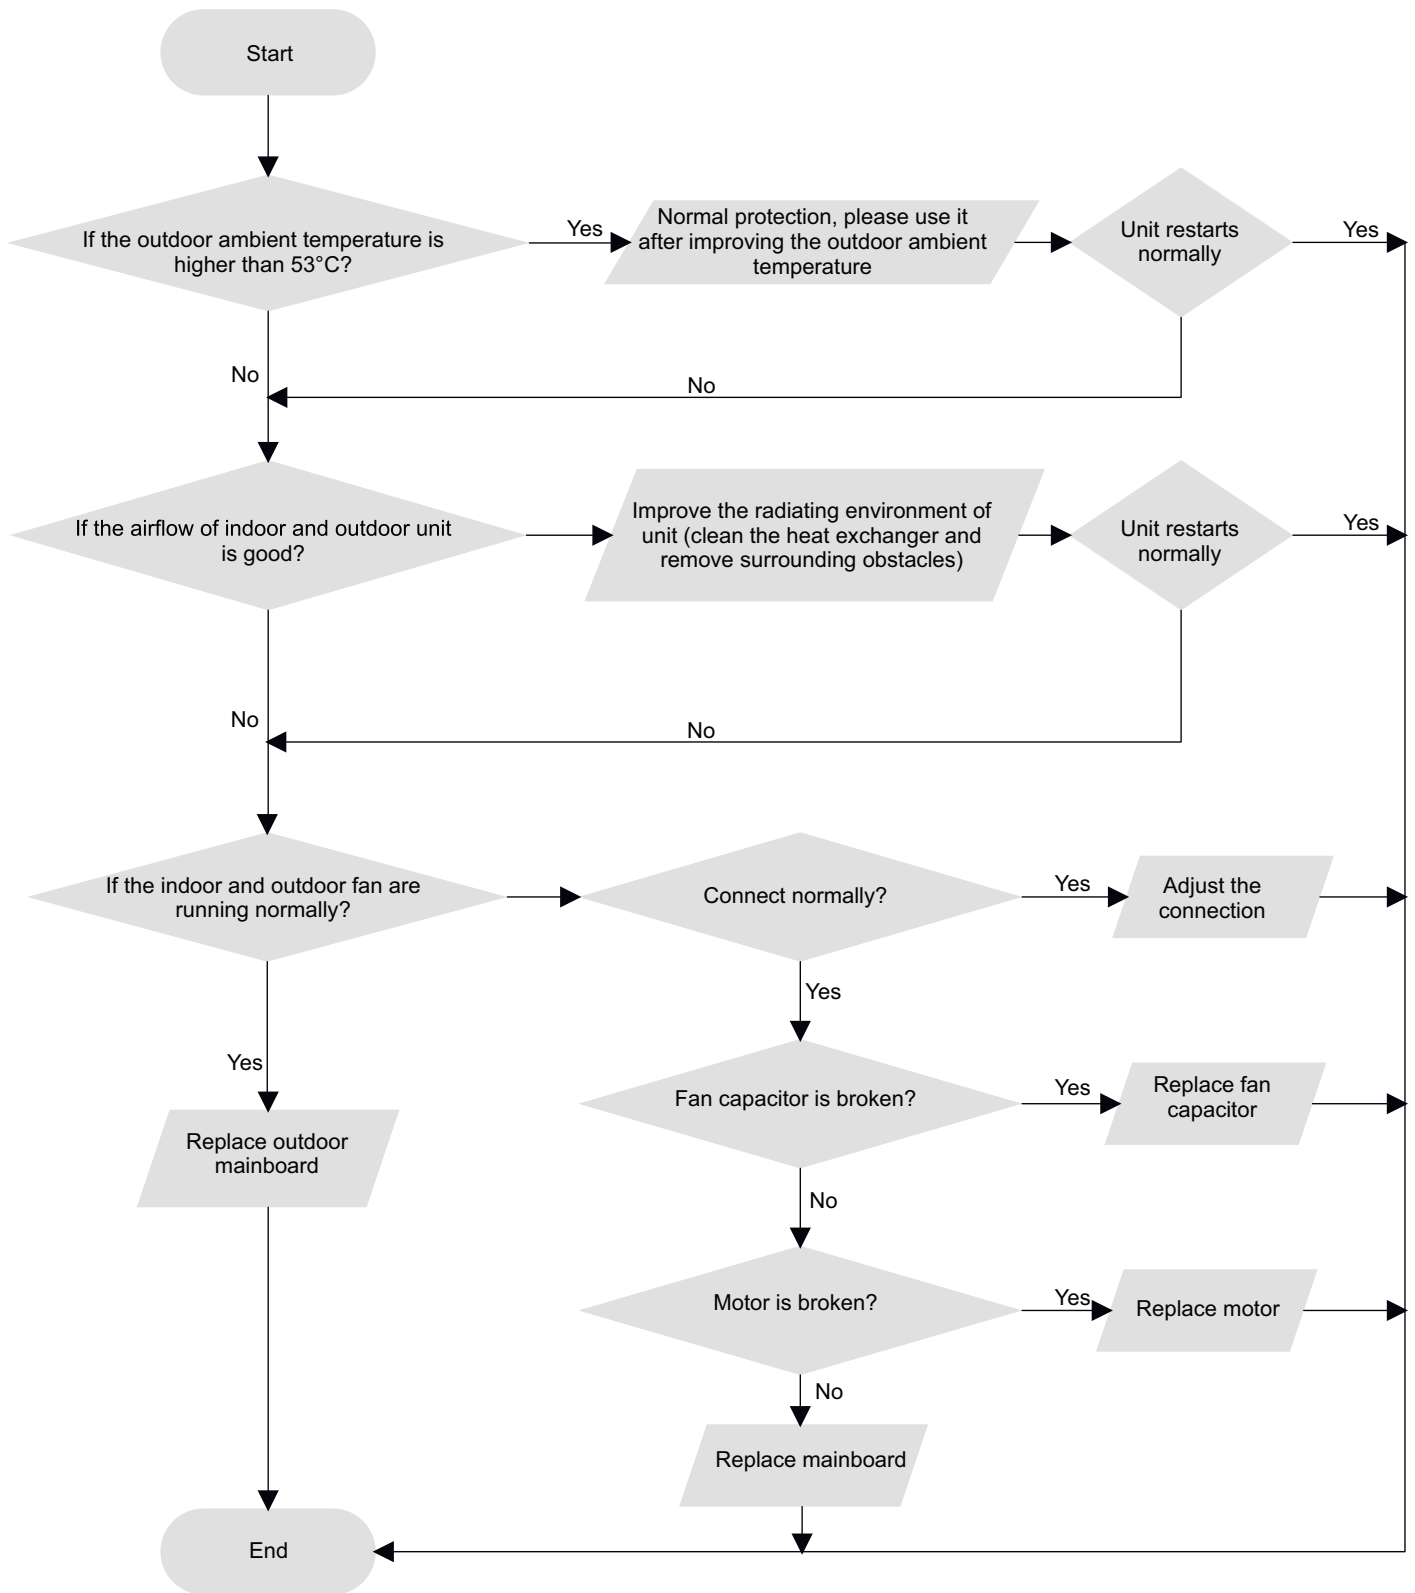 Start
If the outdoor ambient temperature is
higher than 53°C?
Yes
Normal protection, please use it
after improving the outdoor ambient
temperature
Unit restarts
normally
Yes
No
No
If the airflow of indoor and outdoor unit
is good?
Improve the radiating environment of
unit (clean the heat exchanger and
remove surrounding obstacles)
Unit restarts
normally
Yes
No
No
If the indoor and outdoor fan are
running normally?
Connect normally?
Yes
Adjust the
connection
Yes
Yes
Fan capacitor is broken?
Yes
Replace fan
capacitor
Replace outdoor
mainboard
No
Motor is broken?
Yes
Replace motor
No
Replace mainboard
End